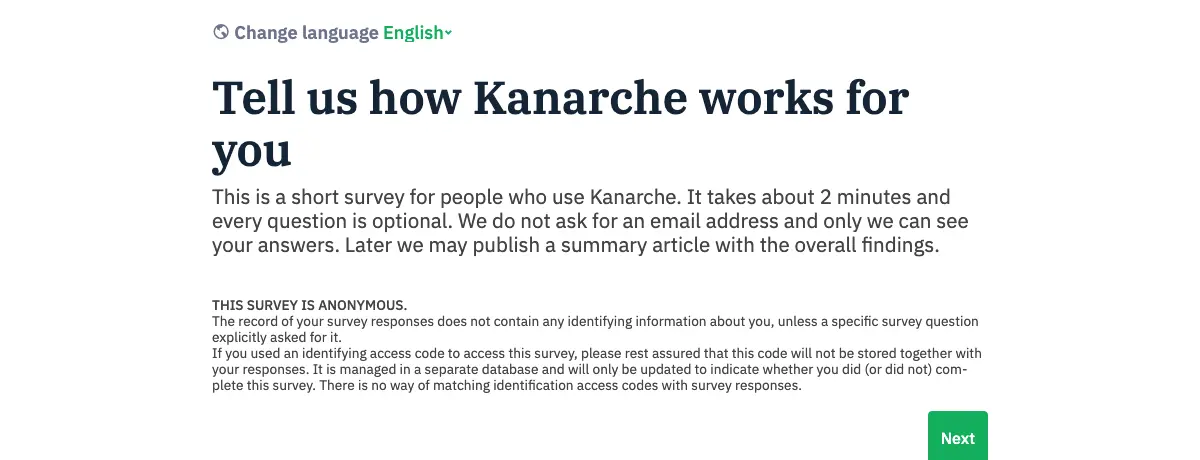 Change language English
Tell us how Kanarche works for
you
This is a short survey for people who use Kanarche. It takes about 2 minutes and
every question is optional. We do not ask for an email address and only we can see
your answers. Later we may publish a summary article with the overall findings.
THIS SURVEY IS ANONYMOUS.
The record of your survey responses does not contain any identifying information about you, unless a specific survey question
explicitly asked for it.
If you used an identifying access code to access this survey, please rest assured that this code will not be stored together with
your responses. It is managed in a separate database and will only be updated to indicate whether you did (or did not) com-
plete this survey. There is no way of matching identification access codes with survey responses.
Next